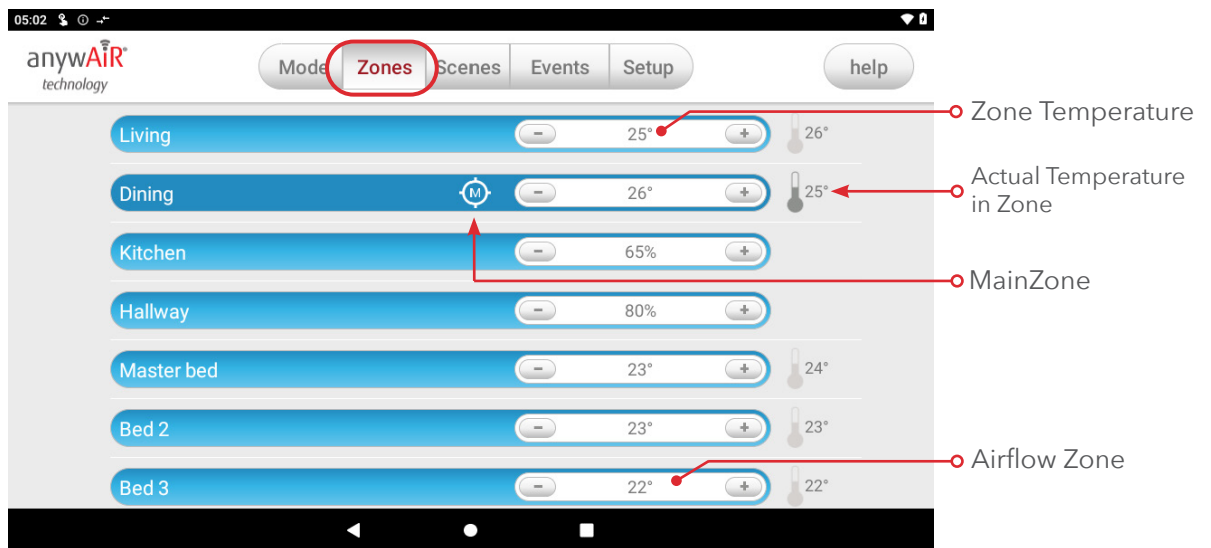 05:02
anywAiR®
technology
Mode Zones Scenes Events Setup
help
Living - 25° + 26°
Zone Temperature
Dining M - 26° + 25°
Actual Temperature
in Zone
Kitchen - 65% +
MainZone
Hallway - 80% +
Master bed - 23° + 24°
Bed 2 - 23° + 23°
Airflow Zone
Bed 3 - 22° + 22°